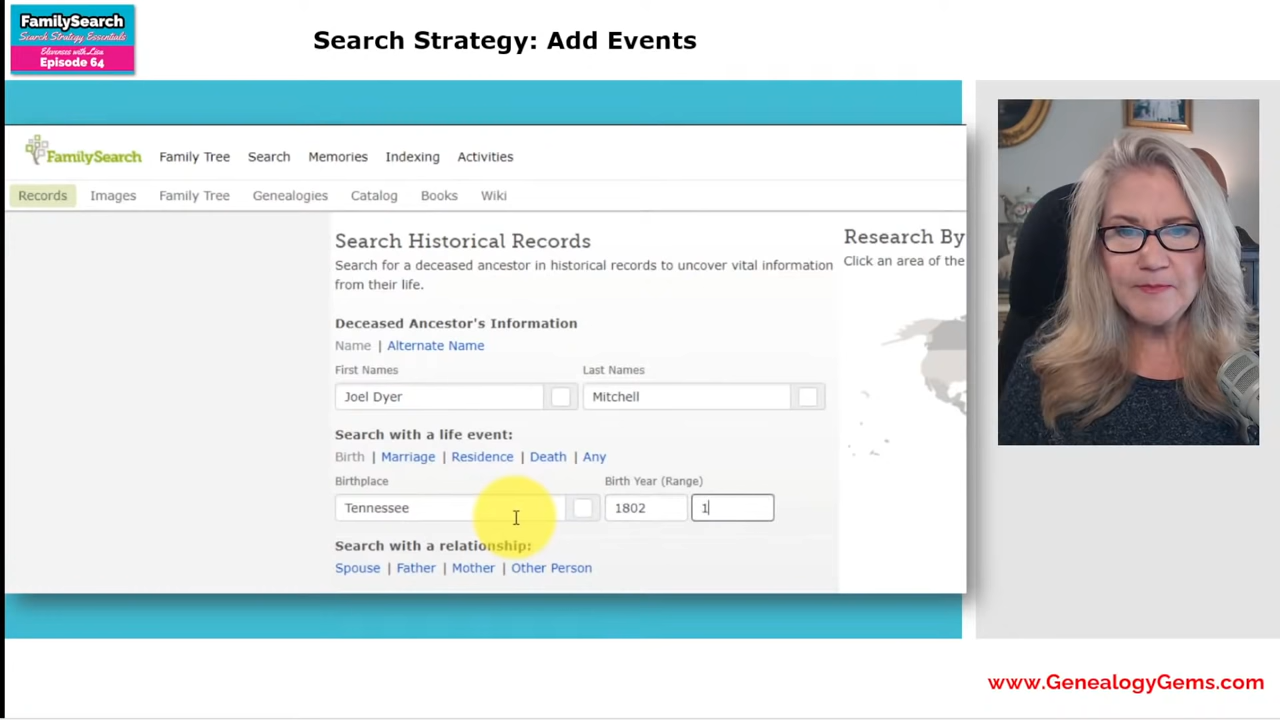 FamilySearch
Search Strategy Essentials
Elevenses with Lisa
Episode 64
Search Strategy: Add Events
FamilySearch
Family Tree Search Memories Indexing Activities
Records Images Family Tree Genealogies Catalog Books Wiki
Search Historical Records
Search for a deceased ancestor in historical records to uncover vital information
from their life.
Research By
Click an area of the
Deceased Ancestor's Information
Name | Alternate Name
First Names Last Names
Joel Dyer Mitchell
Search with a life event:
Birth | Marriage | Residence | Death | Any
Birthplace Birth Year (Range)
Tennessee 1802 1
Search with a relationship:
Spouse | Father | Mother | Other Person
www.GenealogyGems.com